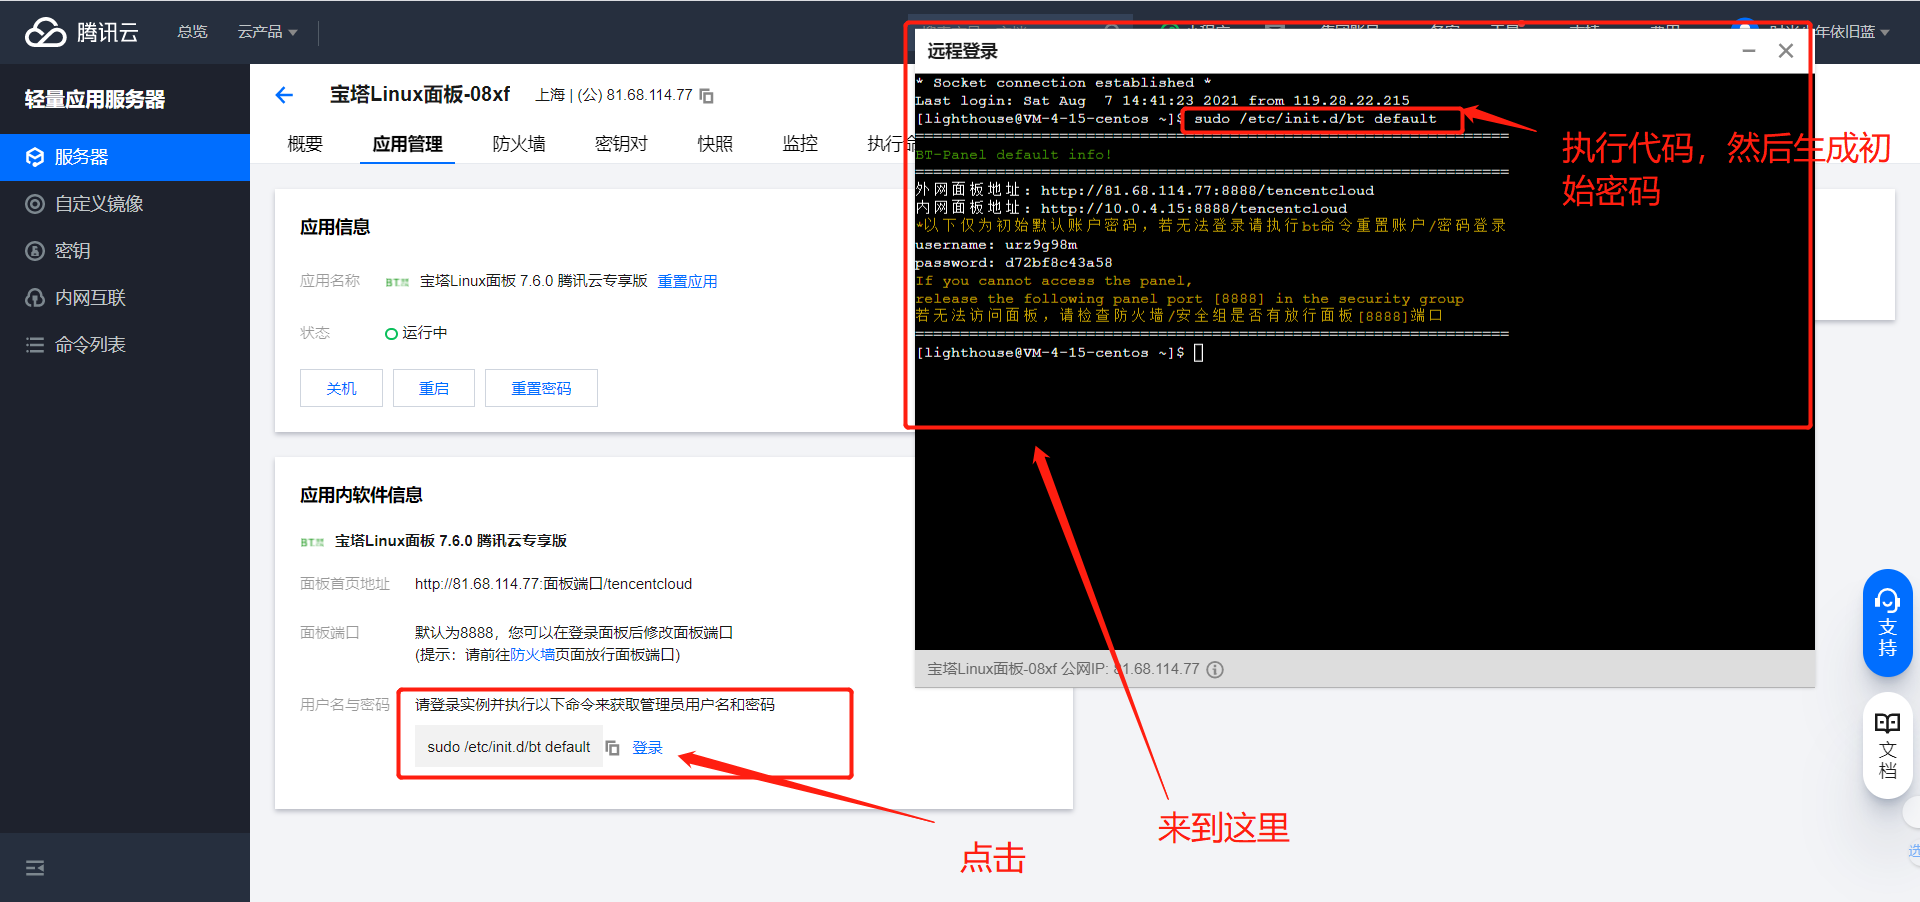 腾讯云
总览
云产品
年依旧蓝
轻量应用服务器
服务器
自定义镜像
密钥
内网互联
命令列表
宝塔Linux面板-08xf
上海 | (公) 81.68.114.77
概要
应用管理
防火墙
密钥对
快照
监控
执行命
应用信息
应用名称
宝塔Linux面板 7.6.0 腾讯云专享版 重置应用
状态
运行中
关机
重启
重置密码
应用内软件信息
宝塔Linux面板 7.6.0 腾讯云专享版
面板首页地址
http://81.68.114.77:面板端口/tencentcloud
面板端口
默认为8888，您可以在登录面板后修改面板端口
(提示：请前往防火墙页面放行面板端口)
用户名与密码
请登录实例并执行以下命令来获取管理员用户名和密码
sudo /etc/init.d/bt default
登录
点击
来到这里
远程登录
* Socket connection established *
Last login: Sat Aug  7 14:41:23 2021 from 119.28.22.215
[lighthouse@VM-4-15-centos ~]$ sudo /etc/init.d/bt default
==================================================================
BT-Panel default info!
==================================================================
外网面板地址: http://81.68.114.77:8888/tencentcloud
内网面板地址: http://10.0.4.15:8888/tencentcloud
*以下仅为初始默认账户密码，若无法登录请执行bt命令重置账户/密码登录
username: urz9g98m
password: d72bf8c43a58
If you cannot access the panel,
release the following panel port [8888] in the security group
若无法访问面板，请检查防火墙/安全组是否有放行面板[8888]端口
==================================================================
[lighthouse@VM-4-15-centos ~]$
宝塔Linux面板-08xf 公网IP: 81.68.114.77
执行代码，然后生成初
始密码
支持
文档
选